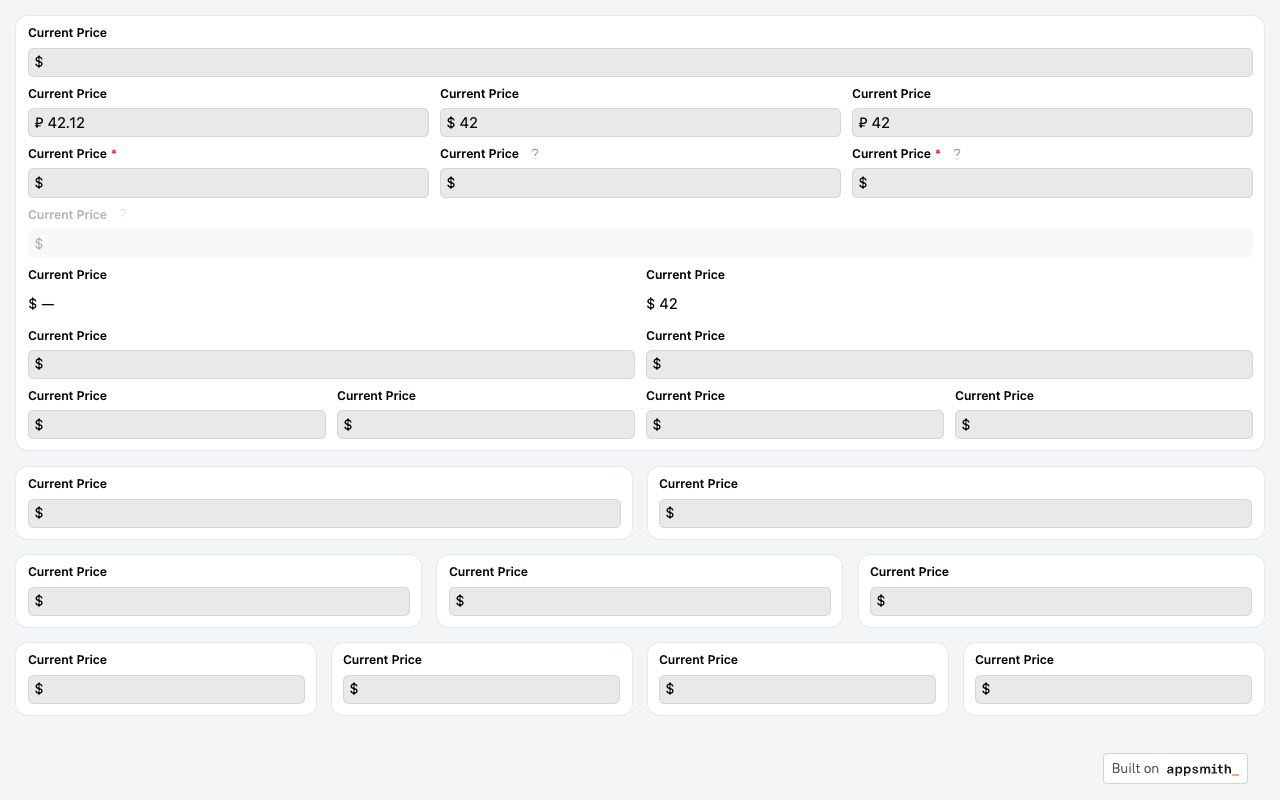 Current Price
$
Current Price Current Price Current Price
₽ 42.12 $ 42 ₽ 42
Current Price * Current Price ? Current Price * ?
$ $ $
Current Price ?
$
Current Price Current Price
$ — $ 42
Current Price Current Price
$ $
Current Price Current Price Current Price Current Price
$ $ $ $
Current Price Current Price
$ $
Current Price Current Price Current Price
$ $ $
Current Price Current Price Current Price Current Price
$ $ $ $
Built on appsmith_